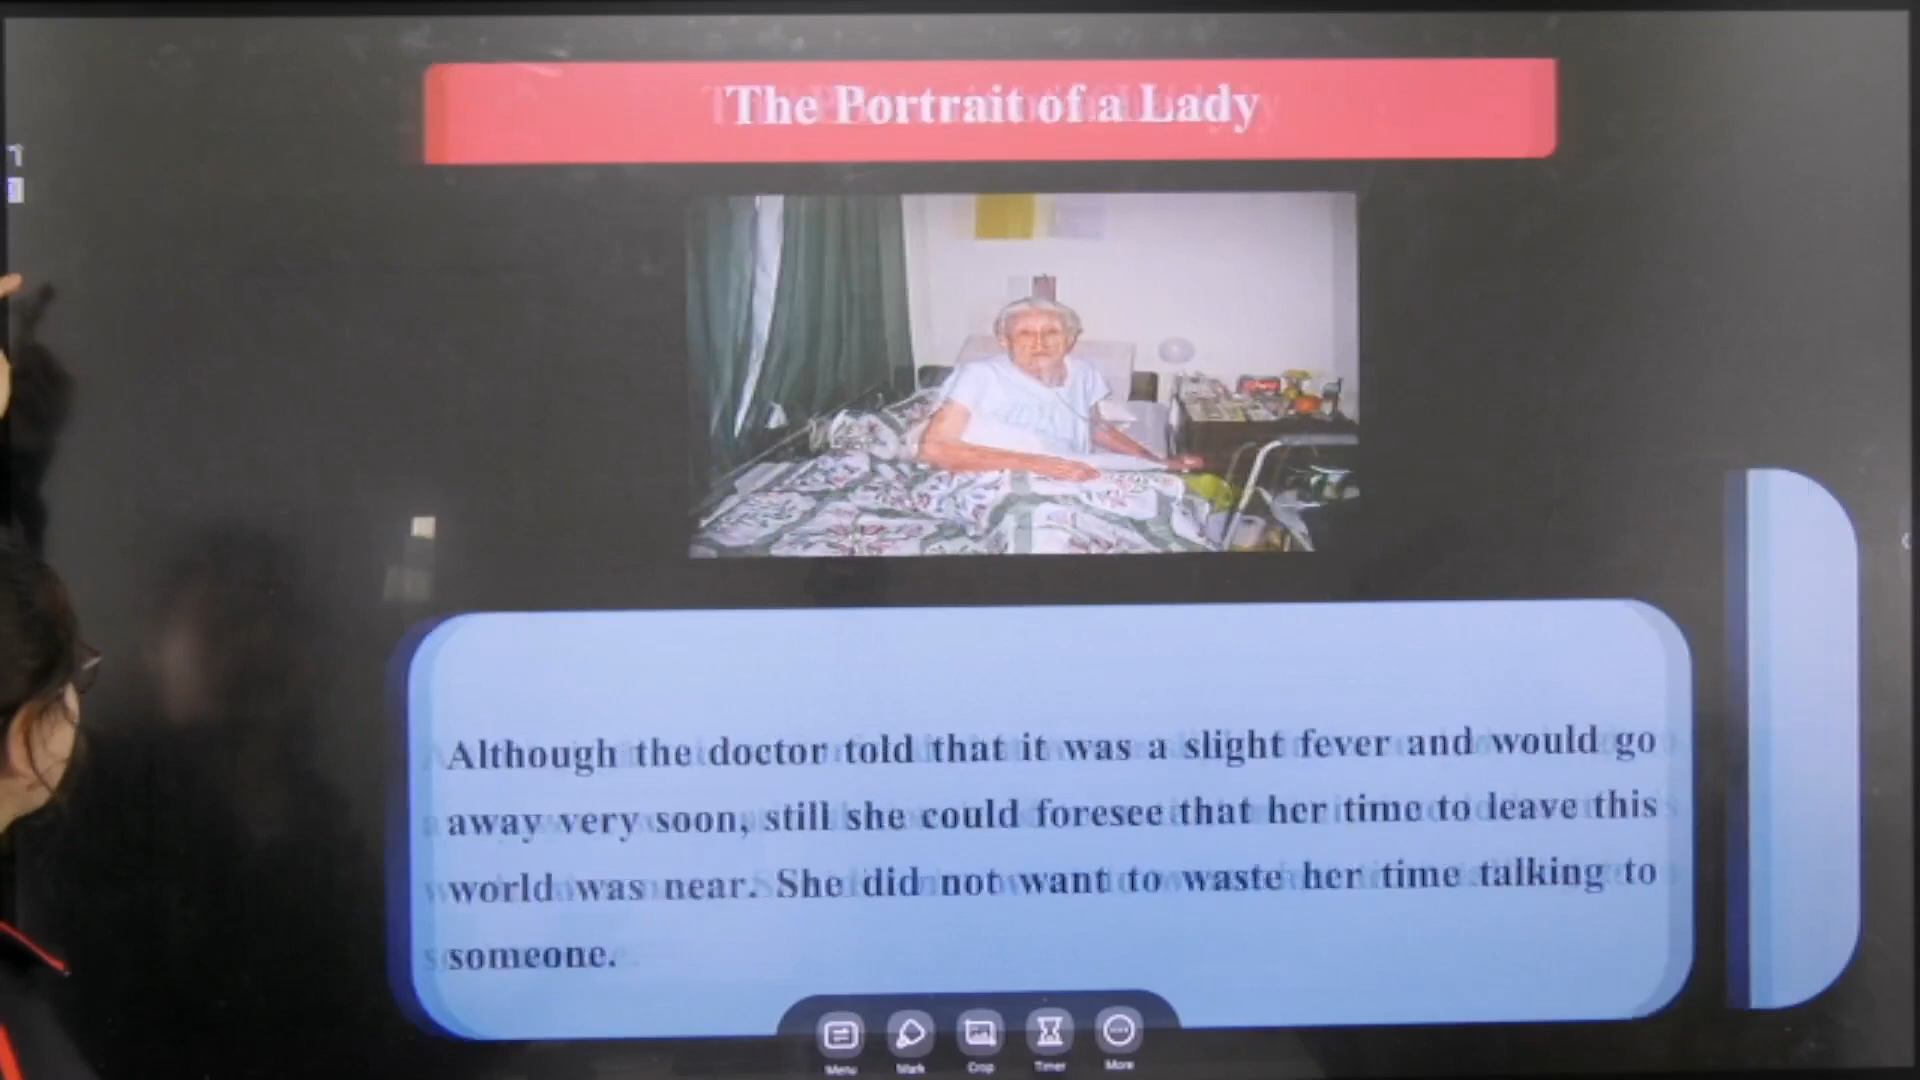 The Portrait of a Lady
Although the doctor told that it was a slight fever and would go
away very soon, still she could foresee that her time to leave this
world was near. She did not want to waste her time talking to
someone.
Menu Mark Crop Timer More